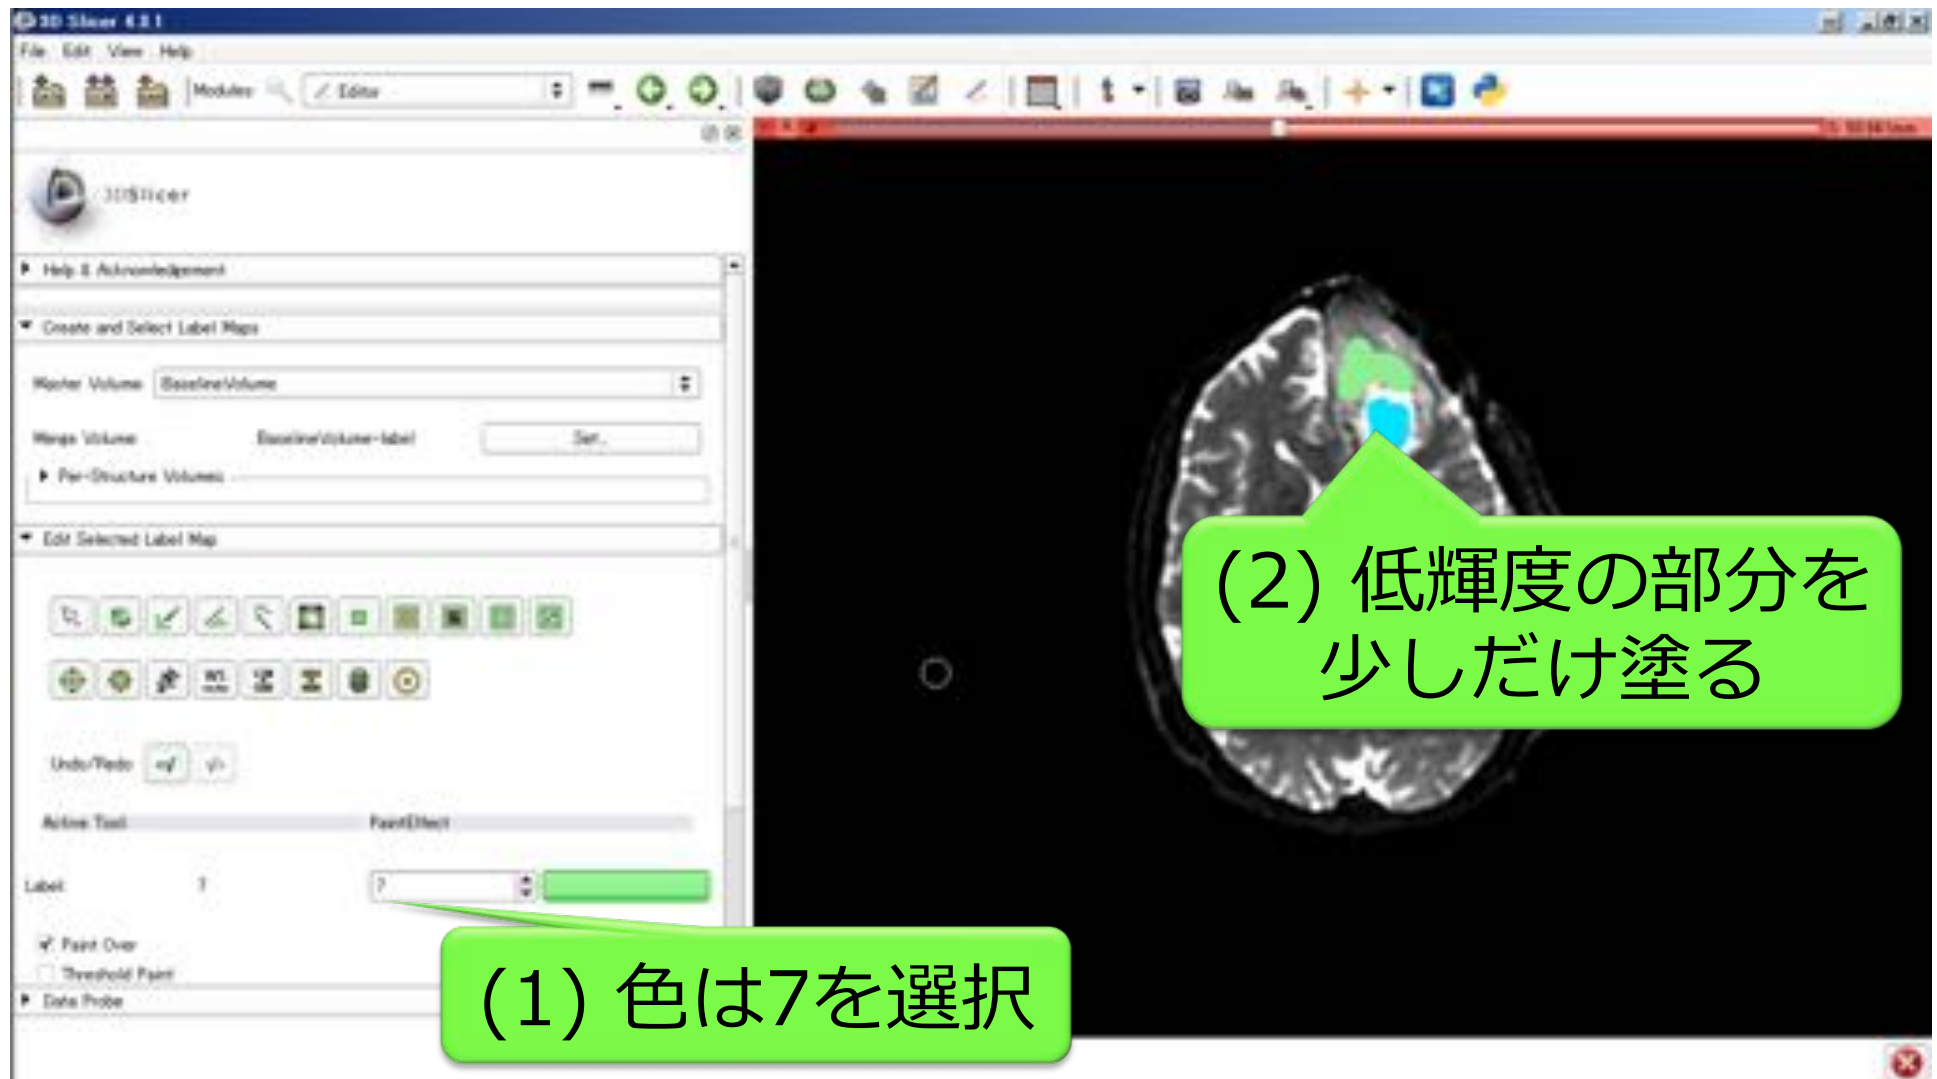 3D Slicer 4.3.1
File Edit View Help
Modules: Editor
3DSlicer
Help & Acknowledgement
Create and Select Label Maps
Master Volume: BaselineVolume
Merge Volume: BaselineVolume-label Set...
Per-Structure Volumes
Edit Selected Label Map
Undo/Redo:
Active Tool: PaintEffect
Label: 7 7
Paint Over
Threshold Paint
Data Probe
(1) 色は7を選択
(2) 低輝度の部分を
少しだけ塗る